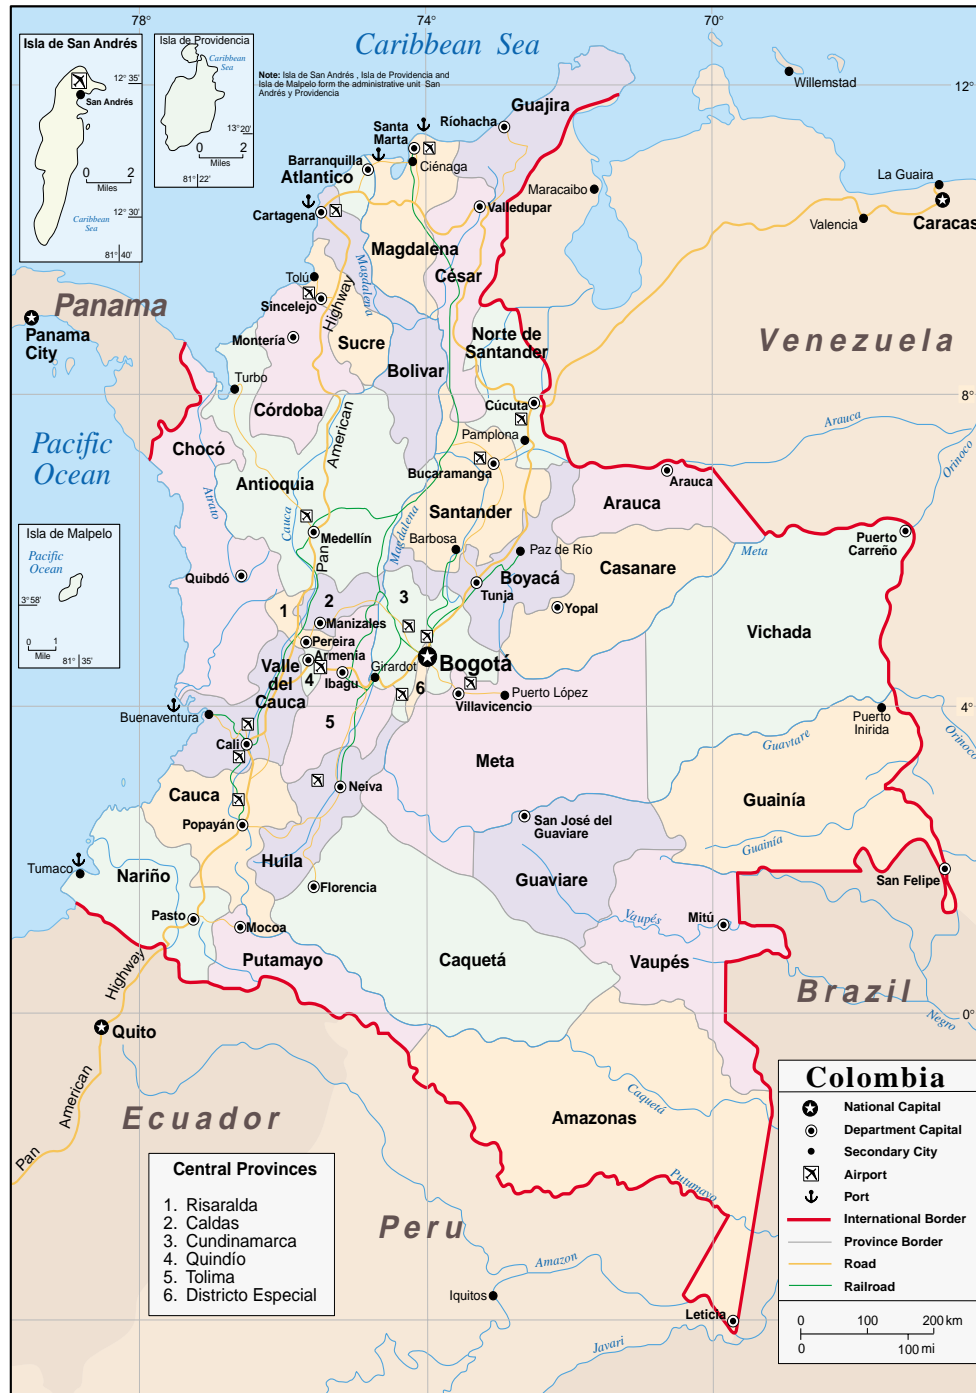 78°
74°
70°
Isla de San Andrés
12° 35'
San Andrés
0 2
Miles
Caribbean
Sea
12° 30'
81° 40'
Isla de Providencia
Caribbean
Sea
13° 20'
0 2
Miles
81° 22'
Note: Isla de San Andrés , Isla de Providencia and
Isla de Malpelo form the administrative unit San
Andrés y Providencia
Caribbean Sea
Willemstad
12°
Guajira
Ríohacha
Santa
Marta
Ciénaga
Barranquilla
Atlantico
Cartagena
Maracaibo
La Guaira
Valencia
Caracas
Valledupar
Magdalena
César
Magdalena
Tolú
Sincelejo
Highway
Panama
Panama
City
Montería
Sucre
Norte de
Santander
Bolivar
Venezuela
Turbo
Córdoba
American
Cúcuta
8°
Pamplona
Arauca
Orinoco
Pacific
Ocean
Chocó
Bucaramanga
Arauca
Antioquia
Atrato
Cauca
Magdalena
Santander
Arauca
Isla de Malpelo
Pacific
Ocean
3° 58'
0 1
Mile
81° 35'
Medellín
Pan
Barbosa
Paz de Río
Meta
Puerto
Carreño
Quibdó
Boyacá
Casanare
Tunja
Yopal
1
2
3
Manizales
Pereira
Armenia
Vichada
Valle
del
Cauca
4
Ibagu
Girardot
Bogotá
6
Villavicencio
Puerto López
Buenaventura
5
Cali
Puerto
Inirida
4°
Guaviare
Orinoco
Meta
Neiva
Cauca
Popayán
San José del
Guaviare
Guainía
Guainía
Tumaco
Nariño
Huila
Florencia
Guaviare
San Felipe
Pasto
Mocoa
Vaupés
Mitú
Highway
Putamayo
Caquetá
Vaupés
Brazil
Negro
0°
Quito
American
Pan
Ecuador
Caquetá
Amazonas
Putumayo
Peru
Amazon
Iquitos
Leticia
Javari
Central Provinces
1. Risaralda
2. Caldas
3. Cundinamarca
4. Quindío
5. Tolima
6. Districto Especial
Colombia
National Capital
Department Capital
Secondary City
Airport
Port
International Border
Province Border
Road
Railroad
0 100 200 km
0 100 mi